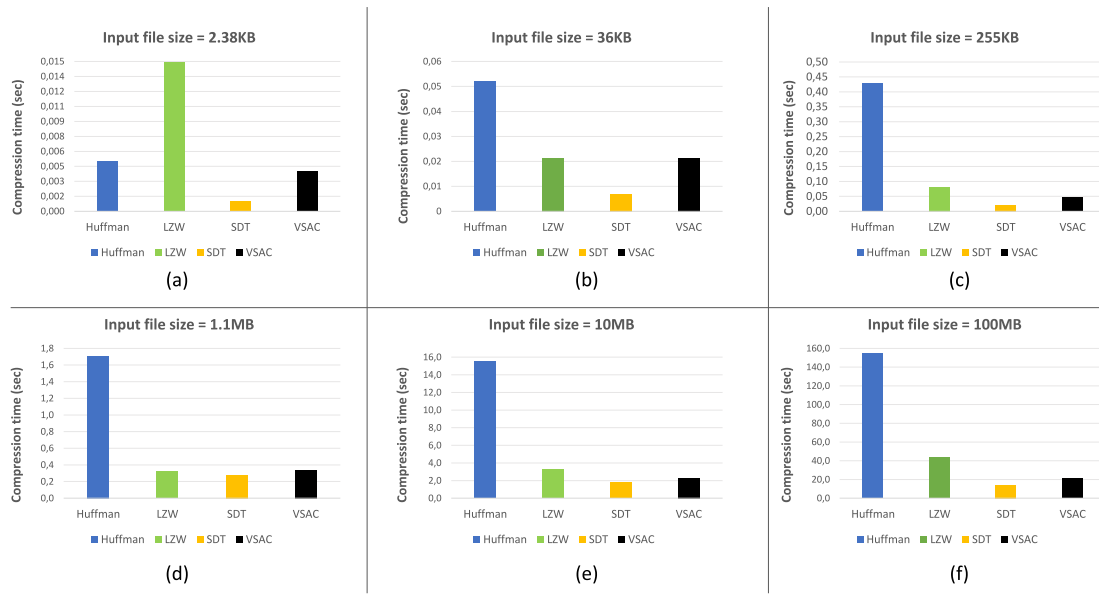 Input file size = 2.38KB
Compression time (sec)
0,015
0,014
0,012
0,011
0,009
0,008
0,006
0,005
0,003
0,002
0,000
Huffman LZW SDT VSAC
Huffman LZW SDT VSAC
(a)
Input file size = 36KB
Compression time (sec)
0,06
0,05
0,04
0,03
0,02
0,01
0
Huffman LZW SDT VSAC
Huffman LZW SDT VSAC
(b)
Input file size = 255KB
Compression time (sec)
0,50
0,45
0,40
0,35
0,30
0,25
0,20
0,15
0,10
0,05
0,00
Huffman LZW SDT VSAC
Huffman LZW SDT VSAC
(c)
Input file size = 1.1MB
Compression time (sec)
1,8
1,6
1,4
1,2
1,0
0,8
0,6
0,4
0,2
0,0
Huffman LZW SDT VSAC
Huffman LZW SDT VSAC
(d)
Input file size = 10MB
Compression time (sec)
16,0
14,0
12,0
10,0
8,0
6,0
4,0
2,0
0,0
Huffman LZW SDT VSAC
Huffman LZW SDT VSAC
(e)
Input file size = 100MB
Compression time (sec)
160,0
140,0
120,0
100,0
80,0
60,0
40,0
20,0
0,0
Huffman LZW SDT VSAC
Huffman LZW SDT VSAC
(f)